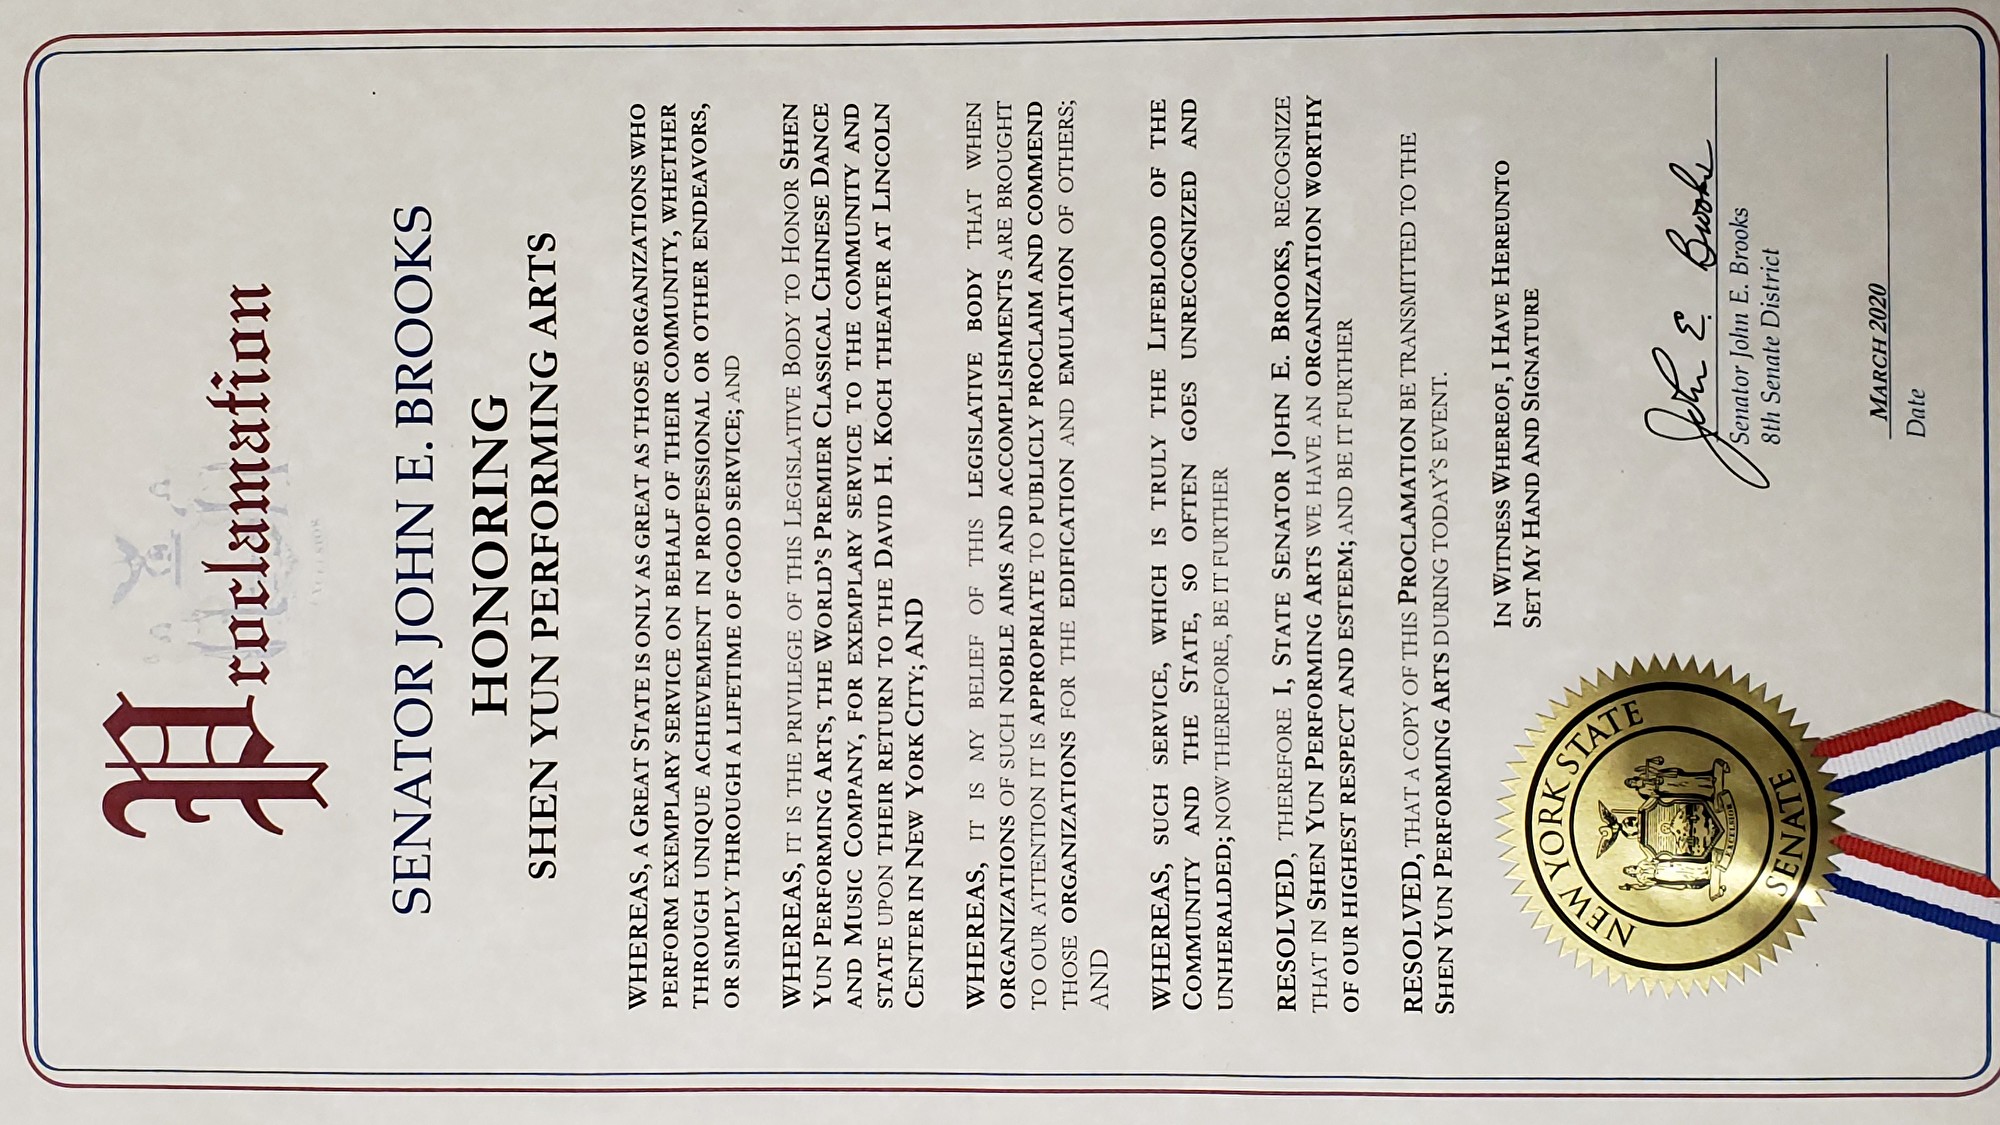 Proclamation
EXCELSIOR
SENATOR JOHN E. BROOKS
HONORING
SHEN YUN PERFORMING ARTS
WHEREAS, A GREAT STATE IS ONLY AS GREAT AS THOSE ORGANIZATIONS WHO
PERFORM EXEMPLARY SERVICE ON BEHALF OF THEIR COMMUNITY, WHETHER
THROUGH UNIQUE ACHIEVEMENT IN PROFESSIONAL OR OTHER ENDEAVORS,
OR SIMPLY THROUGH A LIFETIME OF GOOD SERVICE; AND
WHEREAS, IT IS THE PRIVILEGE OF THIS LEGISLATIVE BODY TO HONOR SHEN
YUN PERFORMING ARTS, THE WORLD'S PREMIER CLASSICAL CHINESE DANCE
AND MUSIC COMPANY, FOR EXEMPLARY SERVICE TO THE COMMUNITY AND
STATE UPON THEIR RETURN TO THE DAVID H. KOCH THEATER AT LINCOLN
CENTER IN NEW YORK CITY; AND
WHEREAS, IT IS MY BELIEF OF THIS LEGISLATIVE BODY THAT WHEN
ORGANIZATIONS OF SUCH NOBLE AIMS AND ACCOMPLISHMENTS ARE BROUGHT
TO OUR ATTENTION IT IS APPROPRIATE TO PUBLICLY PROCLAIM AND COMMEND
THOSE ORGANIZATIONS FOR THE EDIFICATION AND EMULATION OF OTHERS;
AND
WHEREAS, SUCH SERVICE, WHICH IS TRULY THE LIFEBLOOD OF THE
COMMUNITY AND THE STATE, SO OFTEN GOES UNRECOGNIZED AND
UNHERALDED; NOW THEREFORE, BE IT FURTHER
RESOLVED, THEREFORE I, STATE SENATOR JOHN E. BROOKS, RECOGNIZE
THAT IN SHEN YUN PERFORMING ARTS WE HAVE AN ORGANIZATION WORTHY
OF OUR HIGHEST RESPECT AND ESTEEM; AND BE IT FURTHER
RESOLVED, THAT A COPY OF THIS PROCLAMATION BE TRANSMITTED TO THE
SHEN YUN PERFORMING ARTS DURING TODAY'S EVENT.
IN WITNESS WHEREOF, I HAVE HEREUNTO
SET MY HAND AND SIGNATURE
John E. Brooks
Senator John E. Brooks
8th Senate District
MARCH 2020
Date
NEW YORK STATE
EXCELSIOR
SENATE